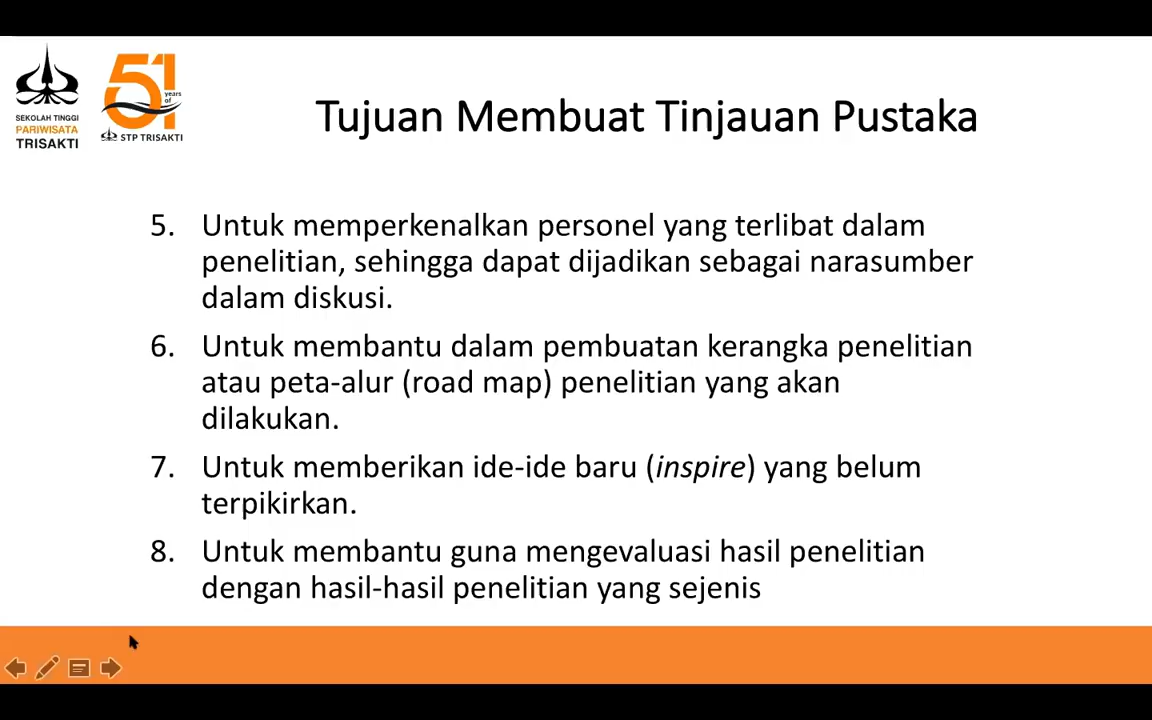 SEKOLAH TINGGI
PARIWISATA
TRISAKTI
51
years
of
STP TRISAKTI
Tujuan Membuat Tinjauan Pustaka
5. Untuk memperkenalkan personel yang terlibat dalam
penelitian, sehingga dapat dijadikan sebagai narasumber
dalam diskusi.
6. Untuk membantu dalam pembuatan kerangka penelitian
atau peta-alur (road map) penelitian yang akan
dilakukan.
7. Untuk memberikan ide-ide baru (inspire) yang belum
terpikirkan.
8. Untuk membantu guna mengevaluasi hasil penelitian
dengan hasil-hasil penelitian yang sejenis